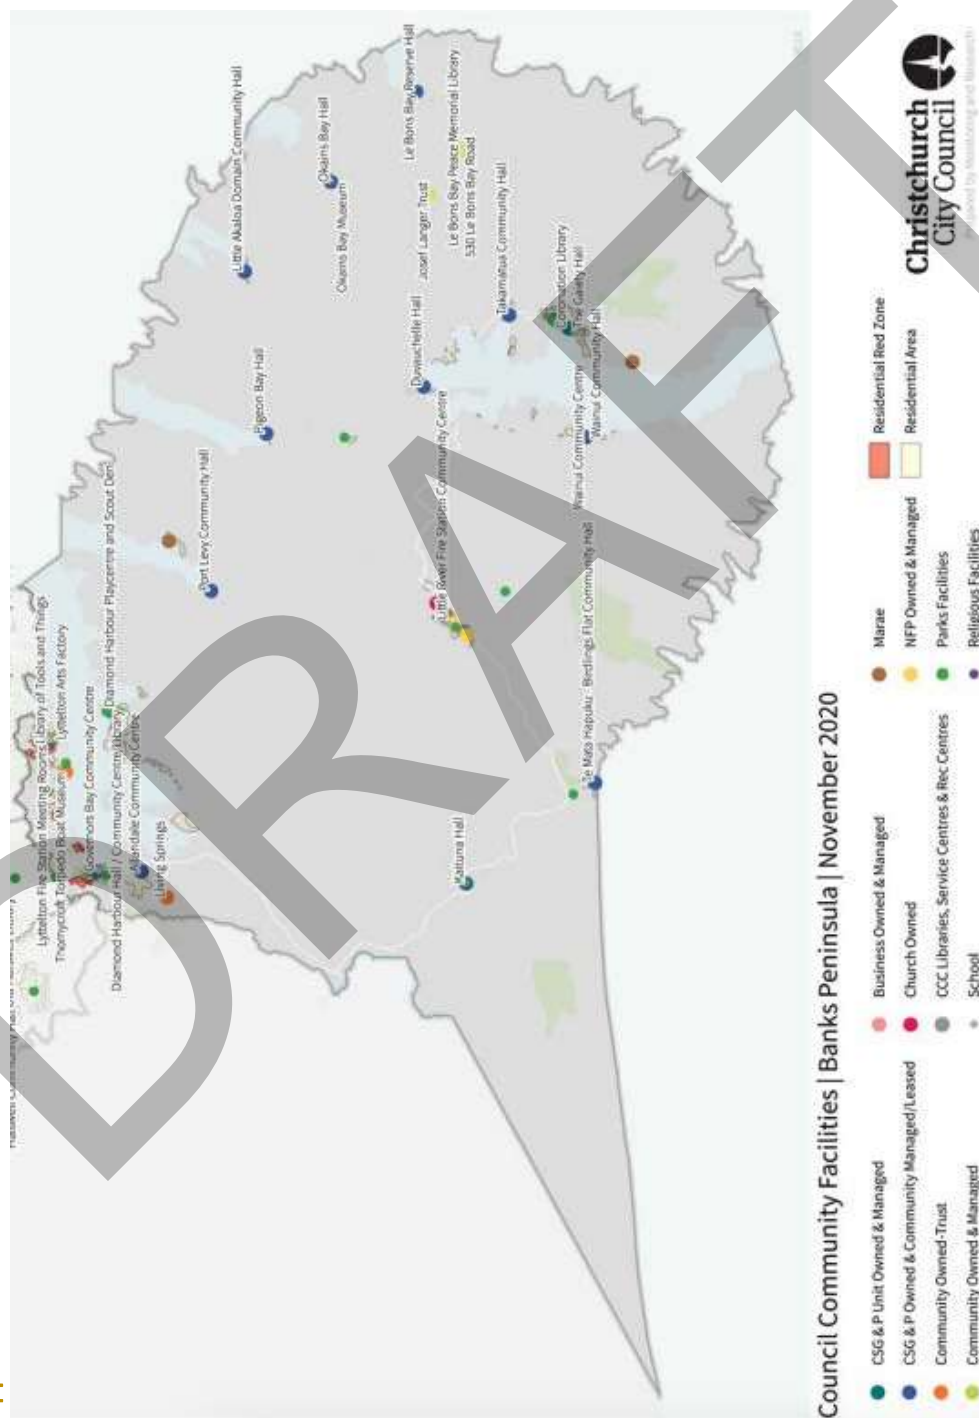 Lyttelton Fire Station Meeting Rooms
Library of Tools and Things
Thornycroft Torpedo Boat Museum
Lyttelton Arts Factory
Governors Bay Community Centre
Diamond Harbour Playcentre and Scout Den
Diamond Harbour Hall / Community Centre/Library
Allandale Community Centre
Living Springs
Port Levy Community Hall
Pigeon Bay Hall
Little Akaloa Domain Community Hall
Okains Bay Hall
Okains Bay Museum
Le Bons Bay Reserve Hall
Josef Langer Trust
Duvauchelle Hall
Little River Fire Station Community Centre
Le Bons Bay Peace Memorial Library
530 Le Bons Bay Road
Kaituna Hall
Takamatua Community Hall
Coronation Library
The Gaiety Hall
Wainui Community Centre
Wainui Community Hall
Te Mata Hapuku - Birdlings Flat Community Hall
DRAFT
Council Community Facilities | Banks Peninsula | November 2020
CSG & P Unit Owned & Managed
CSG & P Owned & Community Managed/Leased
Community Owned-Trust
Community Owned & Managed
Business Owned & Managed
Church Owned
CCC Libraries, Service Centres & Rec Centres
School
Marae
NFP Owned & Managed
Parks Facilities
Religious Facilities
Residential Red Zone
Residential Area
Christchurch
City Council